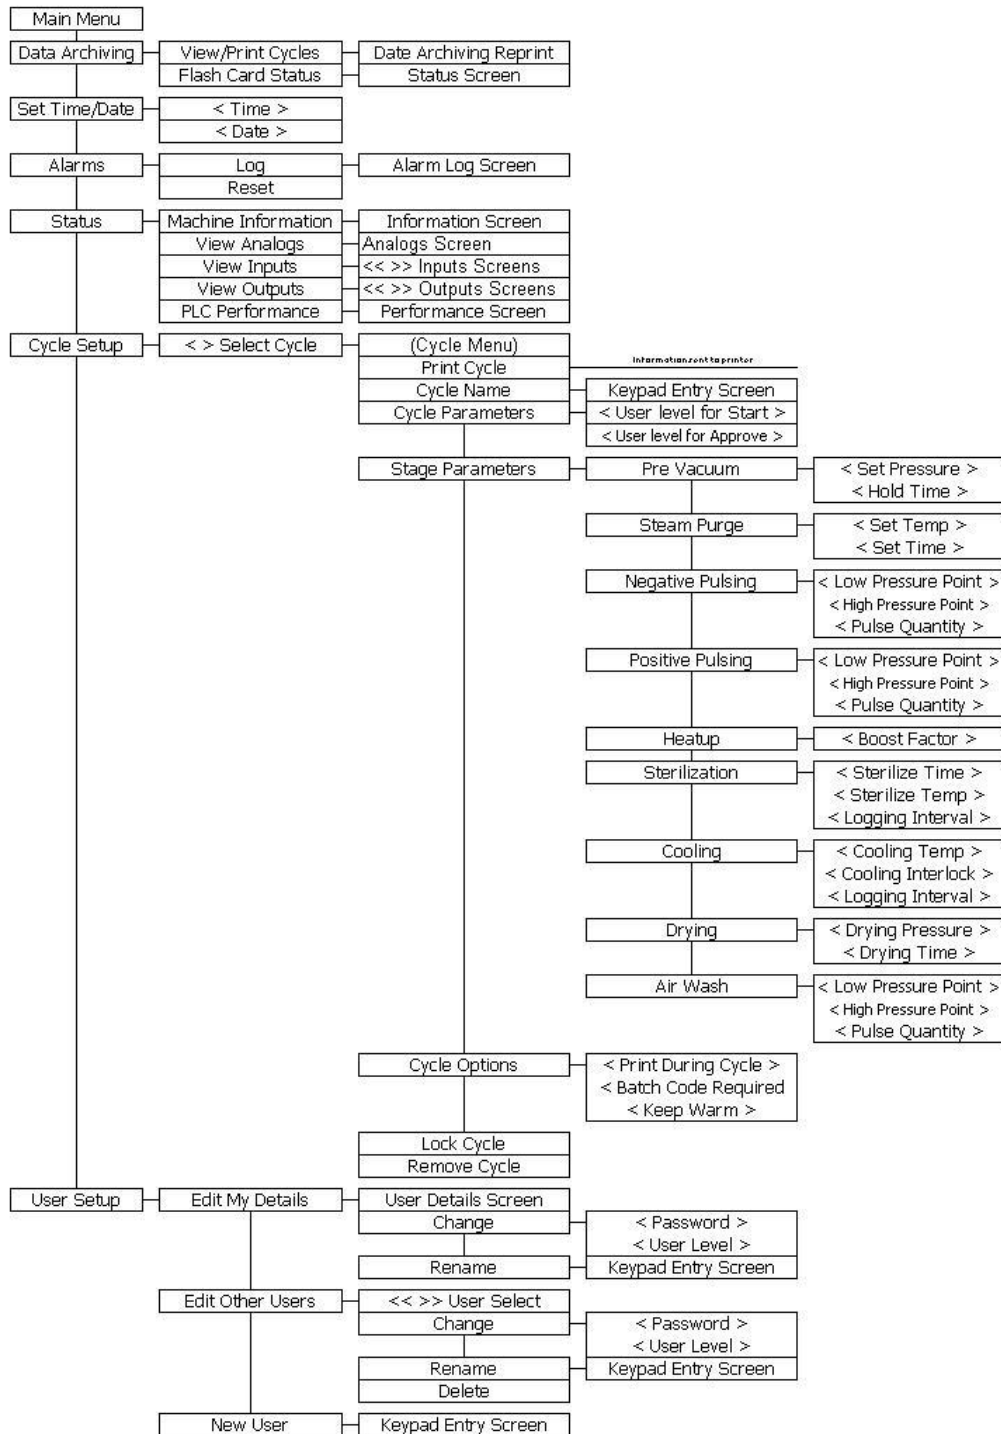 Main Menu
Data Archiving View/Print Cycles Date Archiving Reprint
Flash Card Status Status Screen
Set Time/Date < Time >
< Date >
Alarms Log Alarm Log Screen
Reset
Status Machine Information Information Screen
View Analogs Analogs Screen
View Inputs << >> Inputs Screens
View Outputs << >> Outputs Screens
PLC Performance Performance Screen
Cycle Setup < > Select Cycle (Cycle Menu)
Information sent to printer
Print Cycle
Cycle Name Keypad Entry Screen
Cycle Parameters < User level for Start >
< User level for Approve >
Stage Parameters Pre Vacuum < Set Pressure >
< Hold Time >
Steam Purge < Set Temp >
< Set Time >
Negative Pulsing < Low Pressure Point >
< High Pressure Point >
< Pulse Quantity >
Positive Pulsing < Low Pressure Point >
< High Pressure Point >
< Pulse Quantity >
Heatup < Boost Factor >
Sterilization < Sterilize Time >
< Sterilize Temp >
< Logging Interval >
Cooling < Cooling Temp >
< Cooling Interlock >
< Logging Interval >
Drying < Drying Pressure >
< Drying Time >
Air Wash < Low Pressure Point >
< High Pressure Point >
< Pulse Quantity >
Cycle Options < Print During Cycle >
< Batch Code Required
< Keep Warm >
Lock Cycle
Remove Cycle
User Setup Edit My Details User Details Screen
Change < Password >
< User Level >
Rename Keypad Entry Screen
Edit Other Users << >> User Select
Change < Password >
< User Level >
Rename Keypad Entry Screen
Delete
New User Keypad Entry Screen